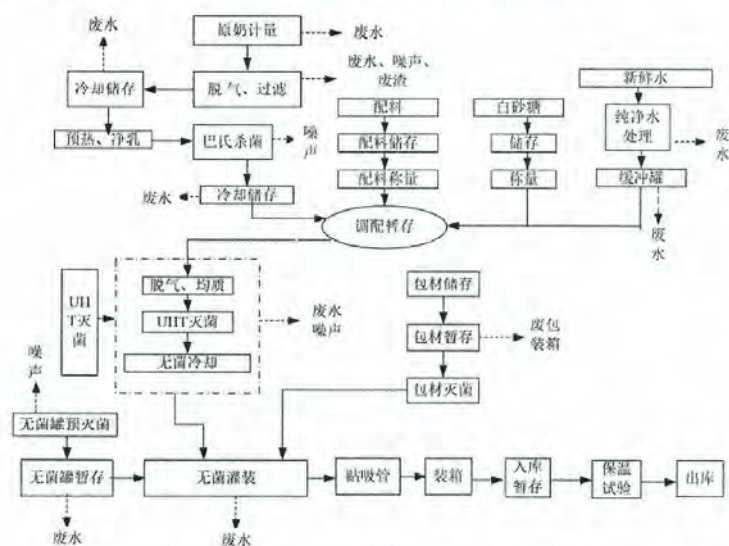 废水
原奶计量
废水
废水、噪声、
废渣
冷却储存
脱气、过滤
新鲜水
配料
白砂糖
纯净水
处理
噪
声
预热、净乳
巴氏杀菌
配料储存
储存
废
水
废水
冷却储存
配料称量
称量
缓冲罐
调配暂存
废
水
UH
T灭
菌
脱气、均质
包材储存
UHT灭菌
废水
噪声
包材暂存
废包
装箱
噪
声
无菌冷却
包材灭菌
无菌罐预灭菌
无菌罐暂存
无菌灌装
贴吸管
装箱
入库
暂存
保温
试验
出库
废水
废水